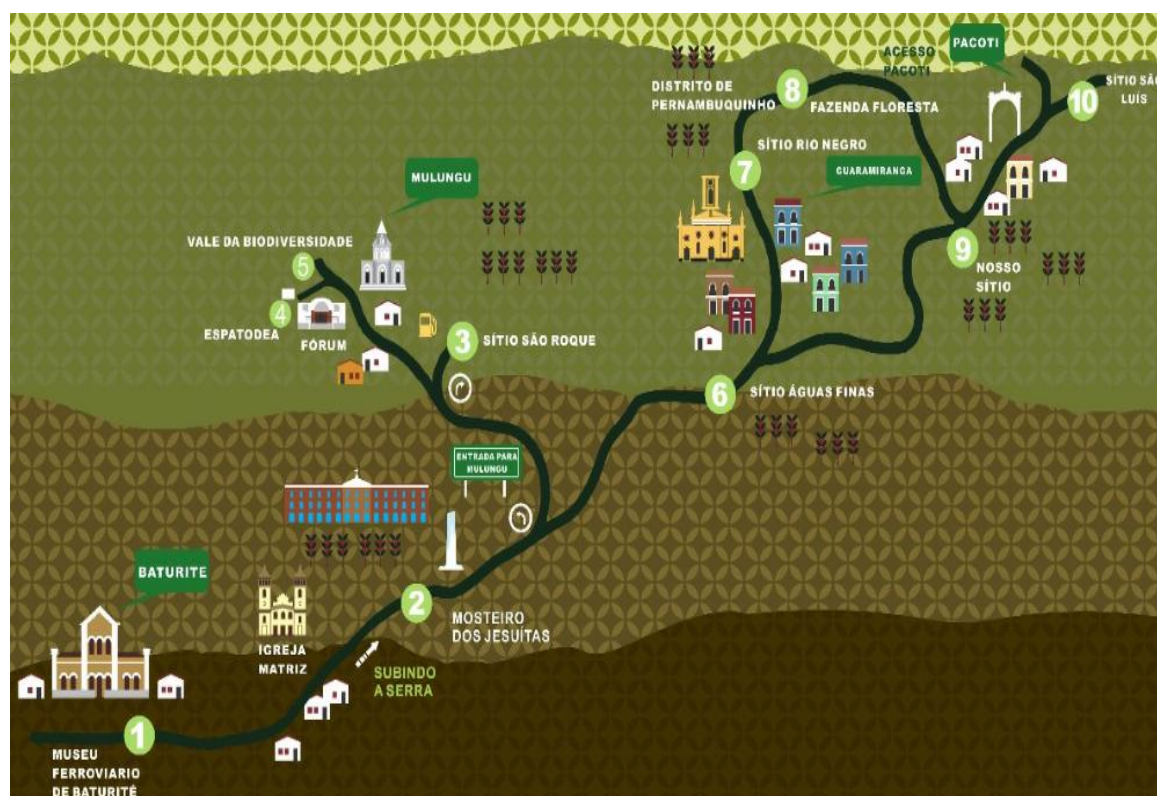 ACESSO
PACOTI
PACOTI
DISTRITO DE
PERNAMBUQUINHO
8
FAZENDA FLORESTA
10
SÍTIO SÃO
LUÍS
SÍTIO RIO NEGRO
7
GUARAMIRANGA
MULUNGU
VALE DA BIODIVERSIDADE
5
4
ESPATODEA
FÓRUM
3
SÍTIO SÃO ROQUE
9
NOSSO
SÍTIO
6
SÍTIO ÁGUAS FINAS
ENTRADA PARA
MULUNGU
BATURITE
2
MOSTEIRO
DOS JESUÍTAS
IGREJA
MATRIZ
SUBINDO
A SERRA
1
MUSEU
FERROVIARIO
DE BATURITÉ